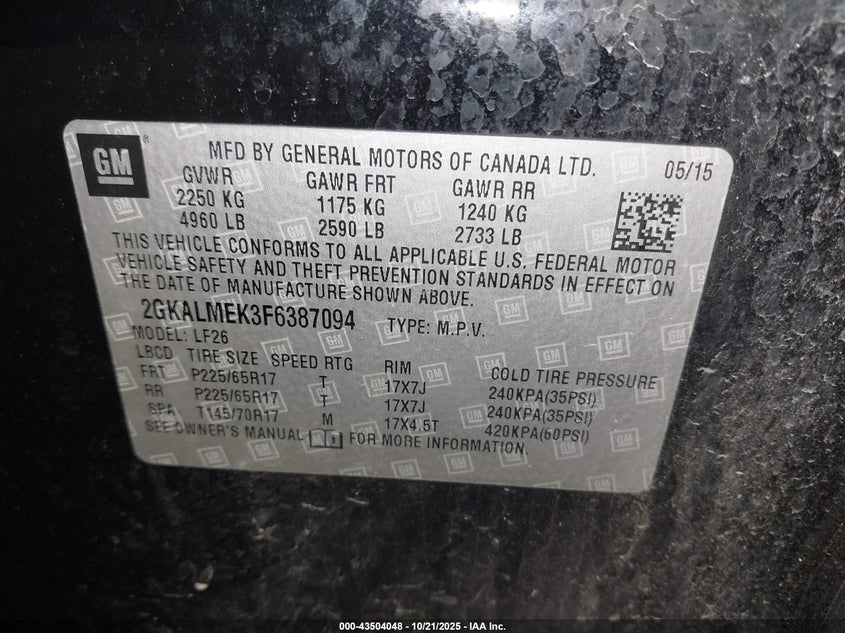 GM
MFD BY GENERAL MOTORS OF CANADA LTD. 05/15
GVWR GAWR FRT GAWR RR
2250 KG 1175 KG 1240 KG
4960 LB 2590 LB 2733 LB
THIS VEHICLE CONFORMS TO ALL APPLICABLE U.S. FEDERAL MOTOR
VEHICLE SAFETY AND THEFT PREVENTION STANDARDS IN EFFECT ON
THE DATE OF MANUFACTURE SHOWN ABOVE.
2GKALMEK3F6387094 TYPE: M.P.V.
MODEL: LF26
LBCD TIRE SIZE SPEED RTG RIM COLD TIRE PRESSURE
FRT P225/65R17 T 17X7J 240KPA(35PSI)
RR P225/65R17 T 17X7J 240KPA(35PSI)
SPA T145/70R17 M 17X4.5T 420KPA(60PSI)
SEE OWNER'S MANUAL FOR MORE INFORMATION.
000-43504048 - 10/21/2025 - IAA Inc.